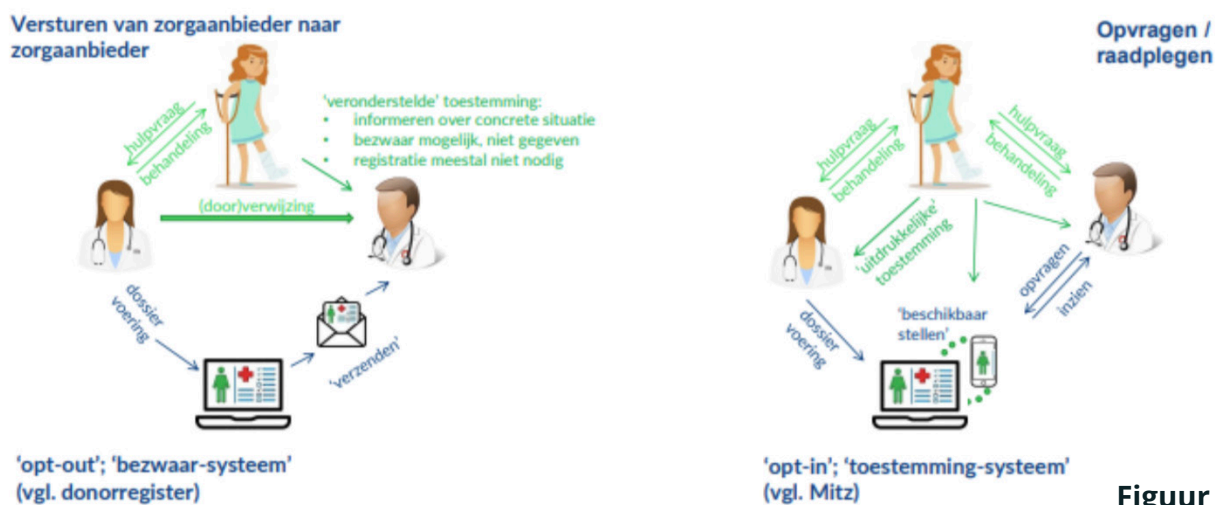 Versturen van zorgaanbieder naar
zorgaanbieder
hulpvraag
behandeling
'veronderstelde' toestemming:
• informeren over concrete situatie
• bezwaar mogelijk, niet gegeven
• registratie meestal niet nodig
(door)verwijzing
dossier
voering
'verzenden'
'opt-out'; 'bezwaar-systeem'
(vgl. donorregister)
Opvragen /
raadplegen
hulpvraag
behandeling
hulpvraag
behandeling
'uitdrukkelijke'
toestemming
opvragen
inzien
'beschikbaar
stellen'
dossier
voering
'opt-in'; 'toestemming-systeem'
(vgl. Mitz)
Figuur